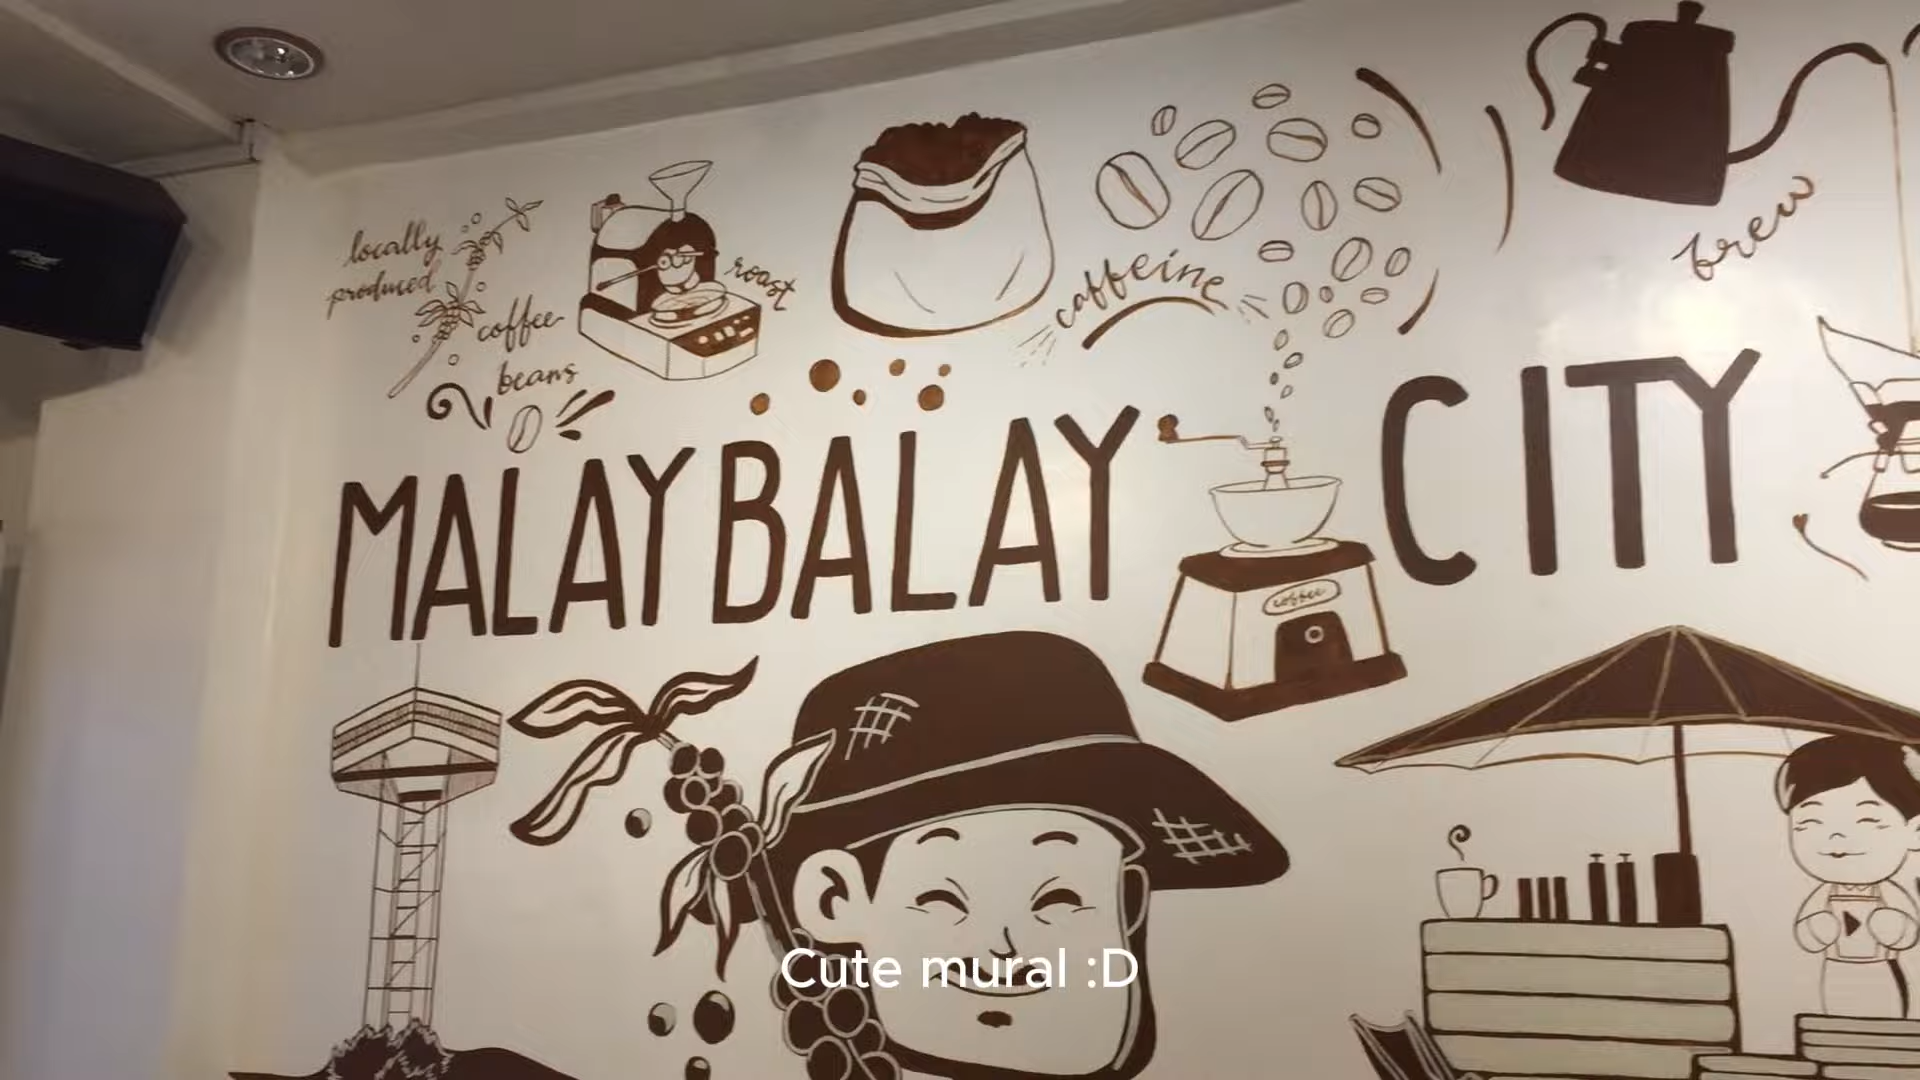 locally
produced
coffee
beans
roast
caffeine
brew
MALAYBALAY CITY
coffee
Cute mural :D